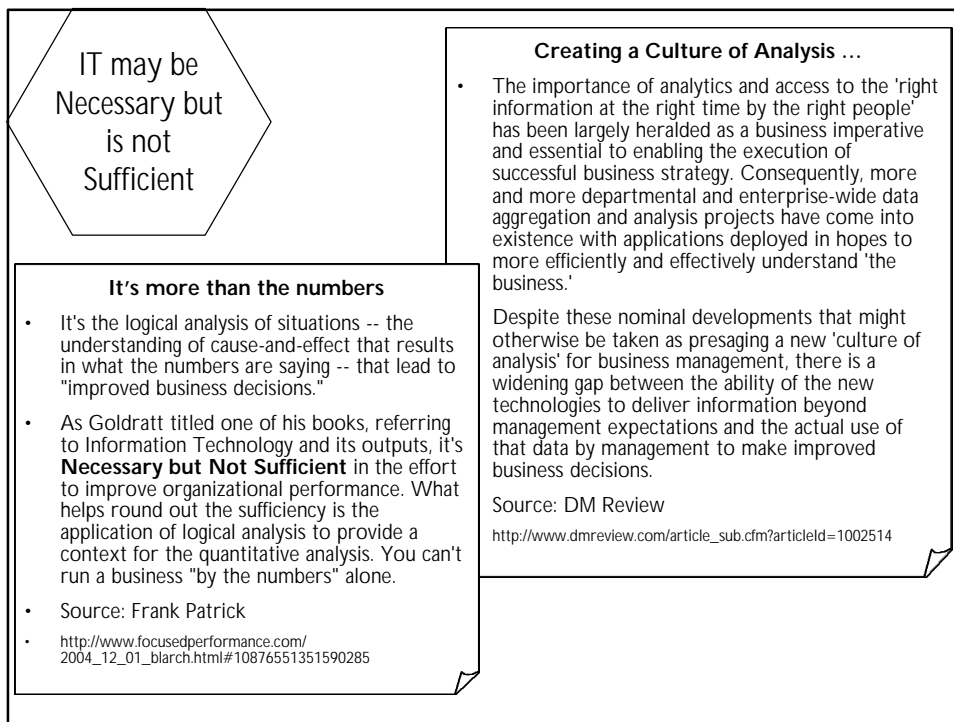 IT may be
Necessary but
is not
Sufficient
Creating a Culture of Analysis …
• The importance of analytics and access to the 'right
information at the right time by the right people'
has been largely heralded as a business imperative
and essential to enabling the execution of
successful business strategy. Consequently, more
and more departmental and enterprise-wide data
aggregation and analysis projects have come into
existence with applications deployed in hopes to
more efficiently and effectively understand 'the
business.'
Despite these nominal developments that might
otherwise be taken as presaging a new 'culture of
analysis' for business management, there is a
widening gap between the ability of the new
technologies to deliver information beyond
management expectations and the actual use of
that data by management to make improved
business decisions.
Source: DM Review
http://www.dmreview.com/article_sub.cfm?articleId=1002514
It's more than the numbers
• It's the logical analysis of situations -- the
understanding of cause-and-effect that results
in what the numbers are saying -- that lead to
"improved business decisions."
• As Goldratt titled one of his books, referring
to Information Technology and its outputs, it's
Necessary but Not Sufficient in the effort
to improve organizational performance. What
helps round out the sufficiency is the
application of logical analysis to provide a
context for the quantitative analysis. You can't
run a business "by the numbers" alone.
• Source: Frank Patrick
• http://www.focusedperformance.com/
2004_12_01_blarch.html#10876551351590285